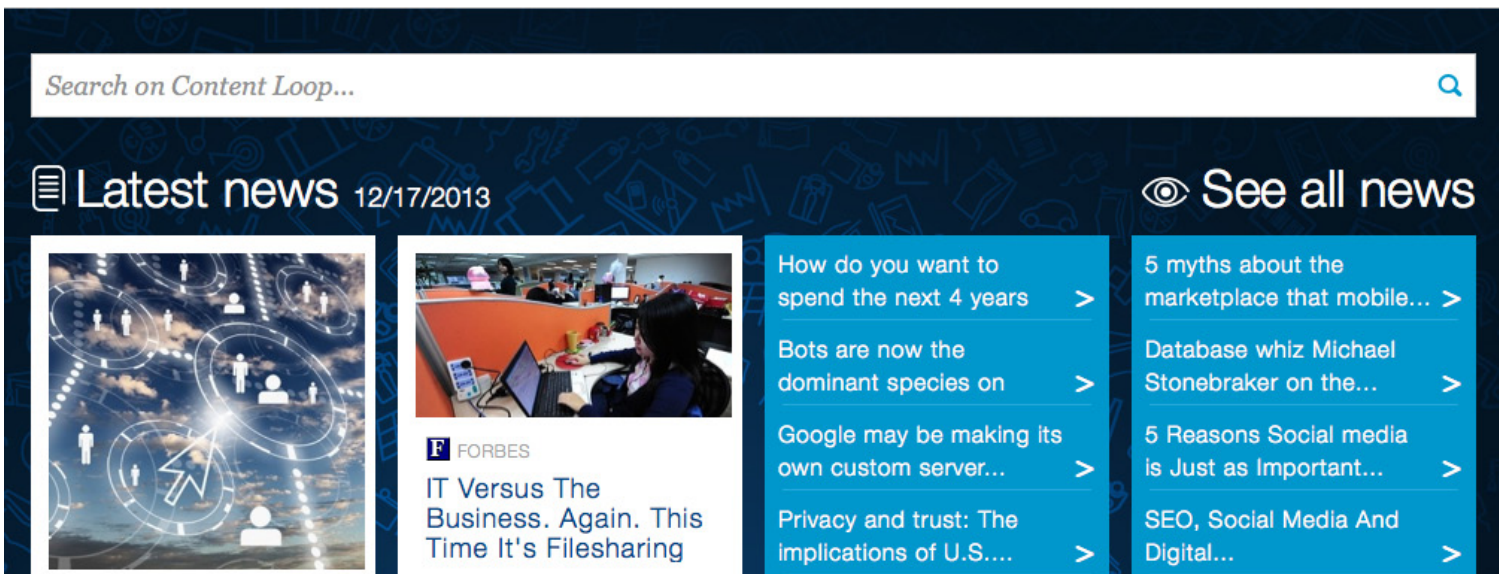 Search on Content Loop...
Latest news 12/17/2013
See all news
F FORBES
IT Versus The
Business. Again. This
Time It's Filesharing
How do you want to
spend the next 4 years >
Bots are now the
dominant species on >
Google may be making its
own custom server... >
Privacy and trust: The
implications of U.S.... >
5 myths about the
marketplace that mobile... >
Database whiz Michael
Stonebraker on the... >
5 Reasons Social media
is Just as Important... >
SEO, Social Media And
Digital... >